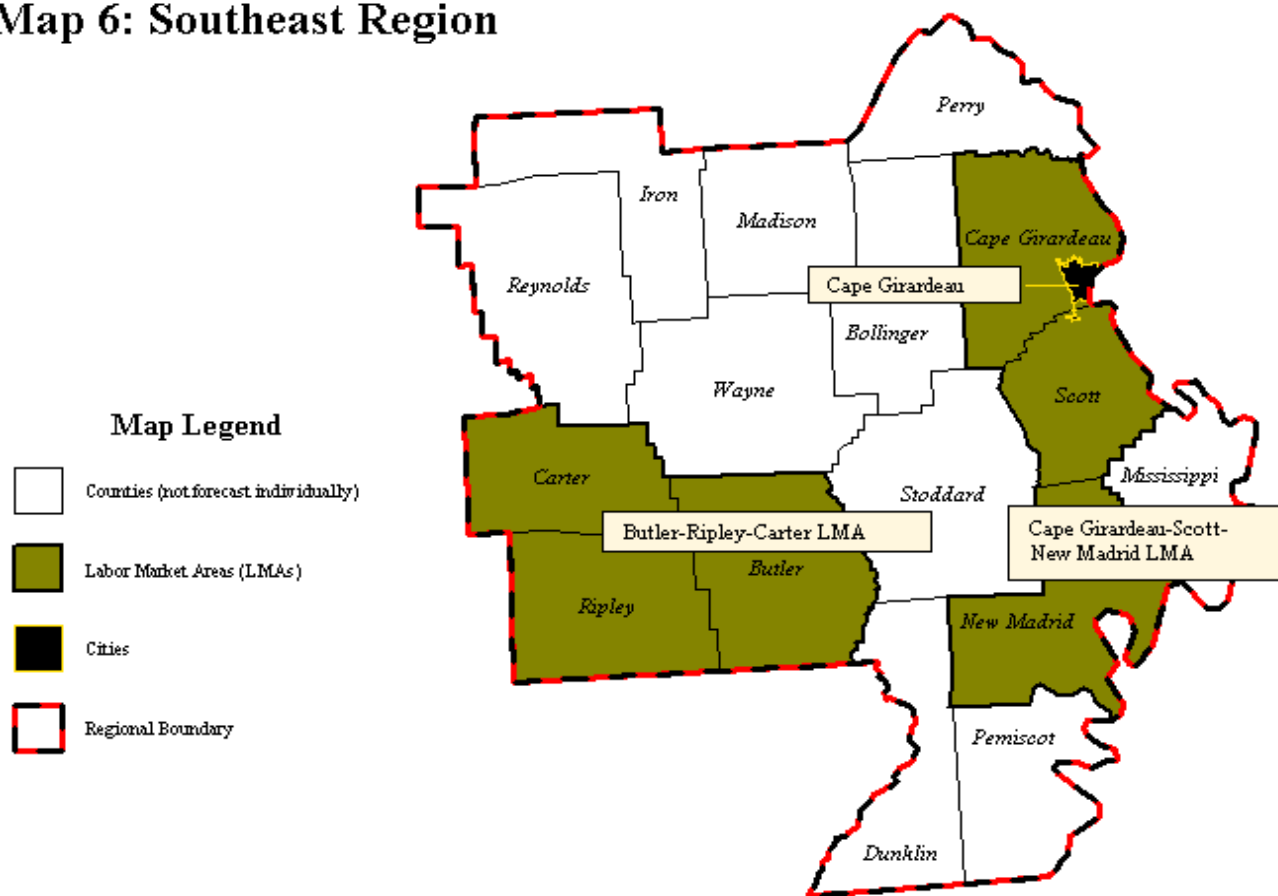 Map 6: Southeast Region
Perry
Iron
Madison
Cape Girardeau
Reynolds
Cape Girardeau
Bollinger
Wayne
Scott
Map Legend
Counties (not forecast individually)
Carter
Mississippi
Stoddard
Butler-Ripley-Carter LMA
Cape Girardeau-Scott-
New Madrid LMA
Labor Market Areas (LMAs)
Butler
Ripley
New Madrid
Cities
Regional Boundary
Pemiscot
Dunklin